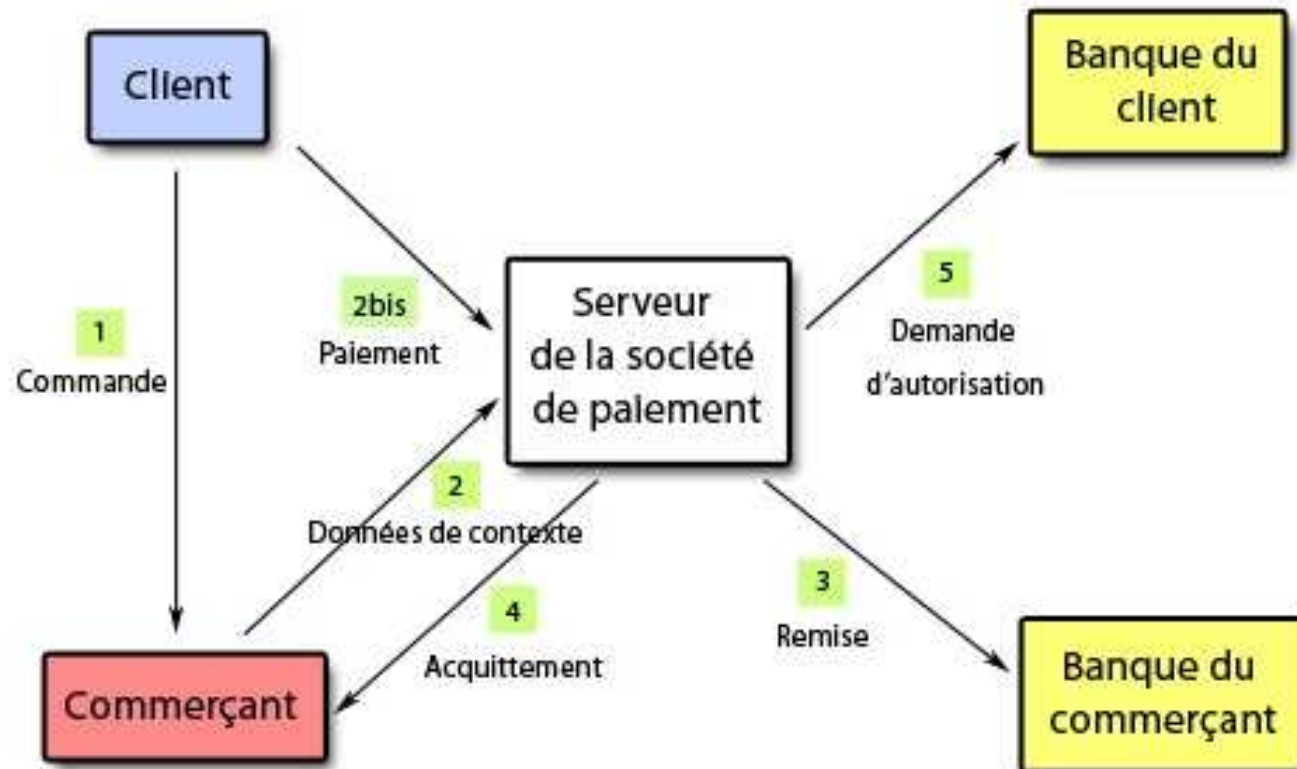 Client
Banque du
client
1
Commande
2bis
Paiement
Serveur
de la société
de paiement
5
Demande
d'autorisation
2
Données de contexte
4
Acquittement
3
Remise
Commerçant
Banque du
commerçant